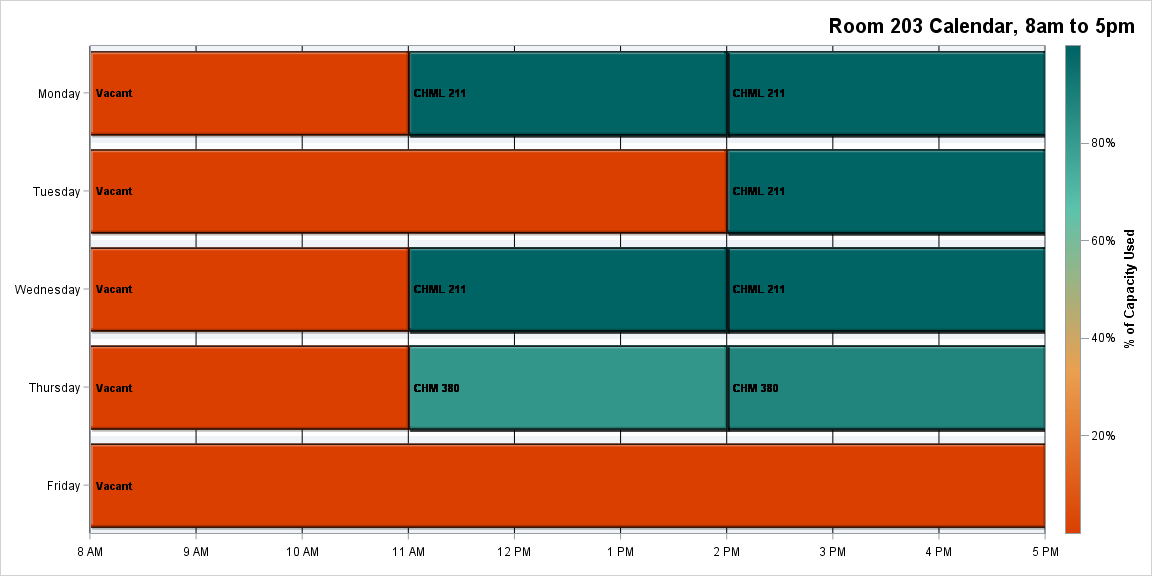 Room 203 Calendar, 8am to 5pm
Monday
Vacant
CHML 211
CHML 211
Tuesday
Vacant
CHML 211
Wednesday
Vacant
CHML 211
CHML 211
Thursday
Vacant
CHM 380
CHM 380
Friday
Vacant
8 AM
9 AM
10 AM
11 AM
12 PM
1 PM
2 PM
3 PM
4 PM
5 PM
80%
60%
40%
20%
% of Capacity Used